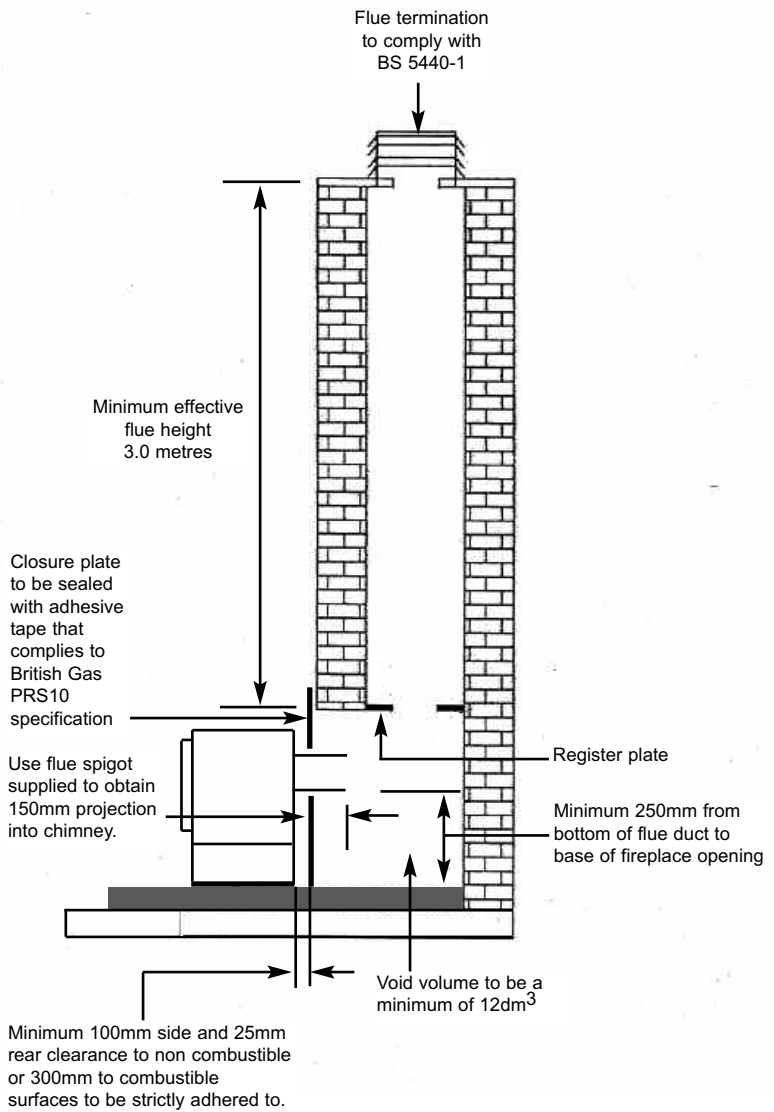 Flue termination
to comply with
BS 5440-1
Minimum effective
flue height
3.0 metres
Closure plate
to be sealed
with adhesive
tape that
complies to
British Gas
PRS10
specification
Register plate
Use flue spigot
supplied to obtain
150mm projection
into chimney.
Minimum 250mm from
bottom of flue duct to
base of fireplace opening
Void volume to be a
minimum of 12dm³
Minimum 100mm side and 25mm
rear clearance to non combustible
or 300mm to combustible
surfaces to be strictly adhered to.